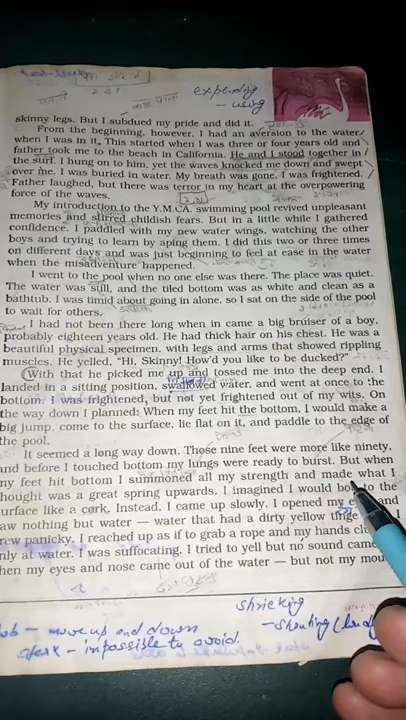 expending
- using
skinny legs. But I subdued my pride and did it.
From the beginning, however, I had an aversion to the water
when I was in it. This started when I was three or four years old and
father took me to the beach in California. He and I stood together in
the surf. I hung on to him, yet the waves knocked me down and swept
over me. I was buried in water. My breath was gone. I was frightened.
Father laughed, but there was terror in my heart at the overpowering
force of the waves.
My introduction to the Y.M.C.A. swimming pool revived unpleasant
memories and stirred childish fears. But in a little while I gathered
confidence. I paddled with my new water wings, watching the other
boys and trying to learn by aping them. I did this two or three times
on different days and was just beginning to feel at ease in the water
when the misadventure happened.
I went to the pool when no one else was there. The place was quiet.
The water was still, and the tiled bottom was as white and clean as a
bathtub. I was timid about going in alone, so I sat on the side of the pool
to wait for others.
I had not been there long when in came a big bruiser of a boy,
probably eighteen years old. He had thick hair on his chest. He was a
beautiful physical specimen, with legs and arms that showed rippling
muscles. He yelled, "Hi, Skinny! How'd you like to be ducked?"
With that he picked me up and tossed me into the deep end. I
landed in a sitting position, swallowed water, and went at once to the
bottom. I was frightened, but not yet frightened out of my wits. On
the way down I planned: When my feet hit the bottom, I would make a
big jump, come to the surface, lie flat on it, and paddle to the edge of
the pool.
It seemed a long way down. Those nine feet were more like ninety,
and before I touched bottom my lungs were ready to burst. But when
my feet hit bottom I summoned all my strength and made what I
hought was a great spring upwards. I imagined I would bob to the
urface like a cork. Instead, I came up slowly. I opened my and
aw nothing but water — water that had a dirty yellow tinge I
rew panicky. I reached up as if to grab a rope and my hands
nly at water. I was suffocating. I tried to yell but no sound came
hen my eyes and nose came out of the water — but not my mou
shrieking
- shouting
- move up and down
- impossible to avoid.